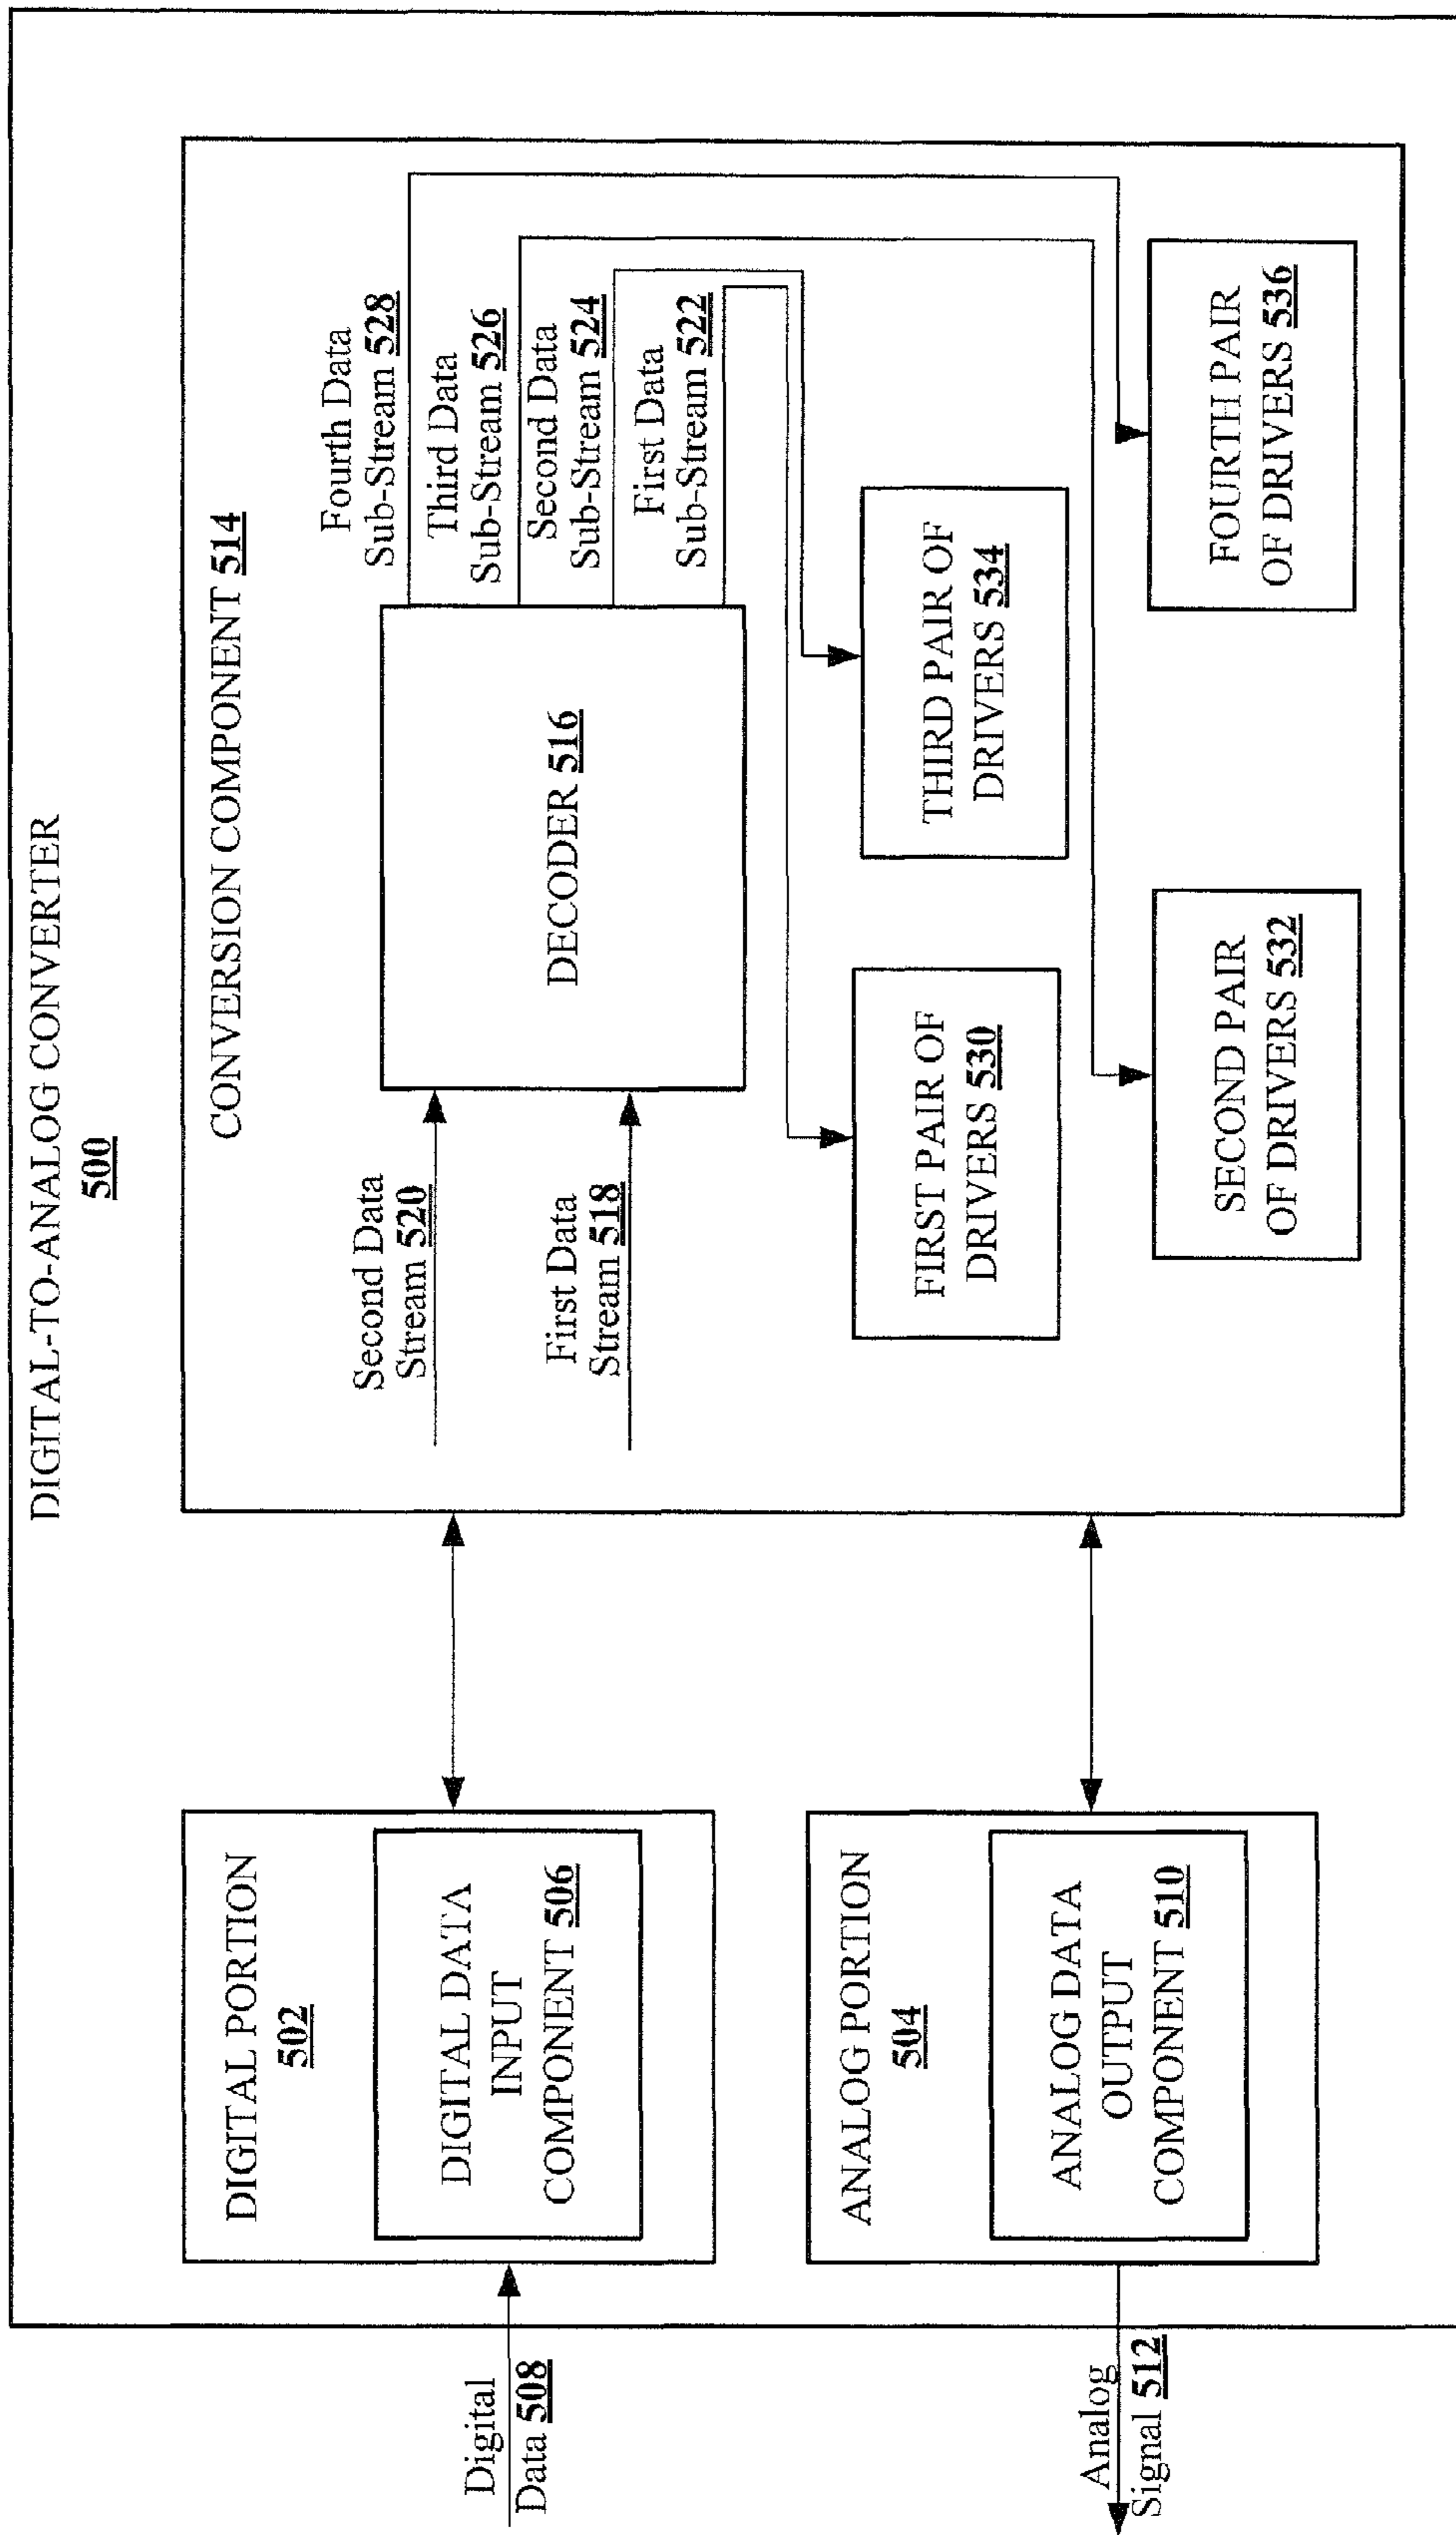 DIGITAL-TO-ANALOG CONVERTER
500
Digital
Data 508
DIGITAL PORTION
502
DIGITAL DATA
INPUT
COMPONENT 506
Analog
Signal 512
ANALOG PORTION
504
ANALOG DATA
OUTPUT
COMPONENT 510
CONVERSION COMPONENT 514
Second Data
Stream 520
First Data
Stream 518
DECODER 516
Fourth Data
Sub-Stream 528
Third Data
Sub-Stream 526
Second Data
Sub-Stream 524
First Data
Sub-Stream 522
FIRST PAIR OF
DRIVERS 530
THIRD PAIR OF
DRIVERS 534
SECOND PAIR
OF DRIVERS 532
FOURTH PAIR
OF DRIVERS 536